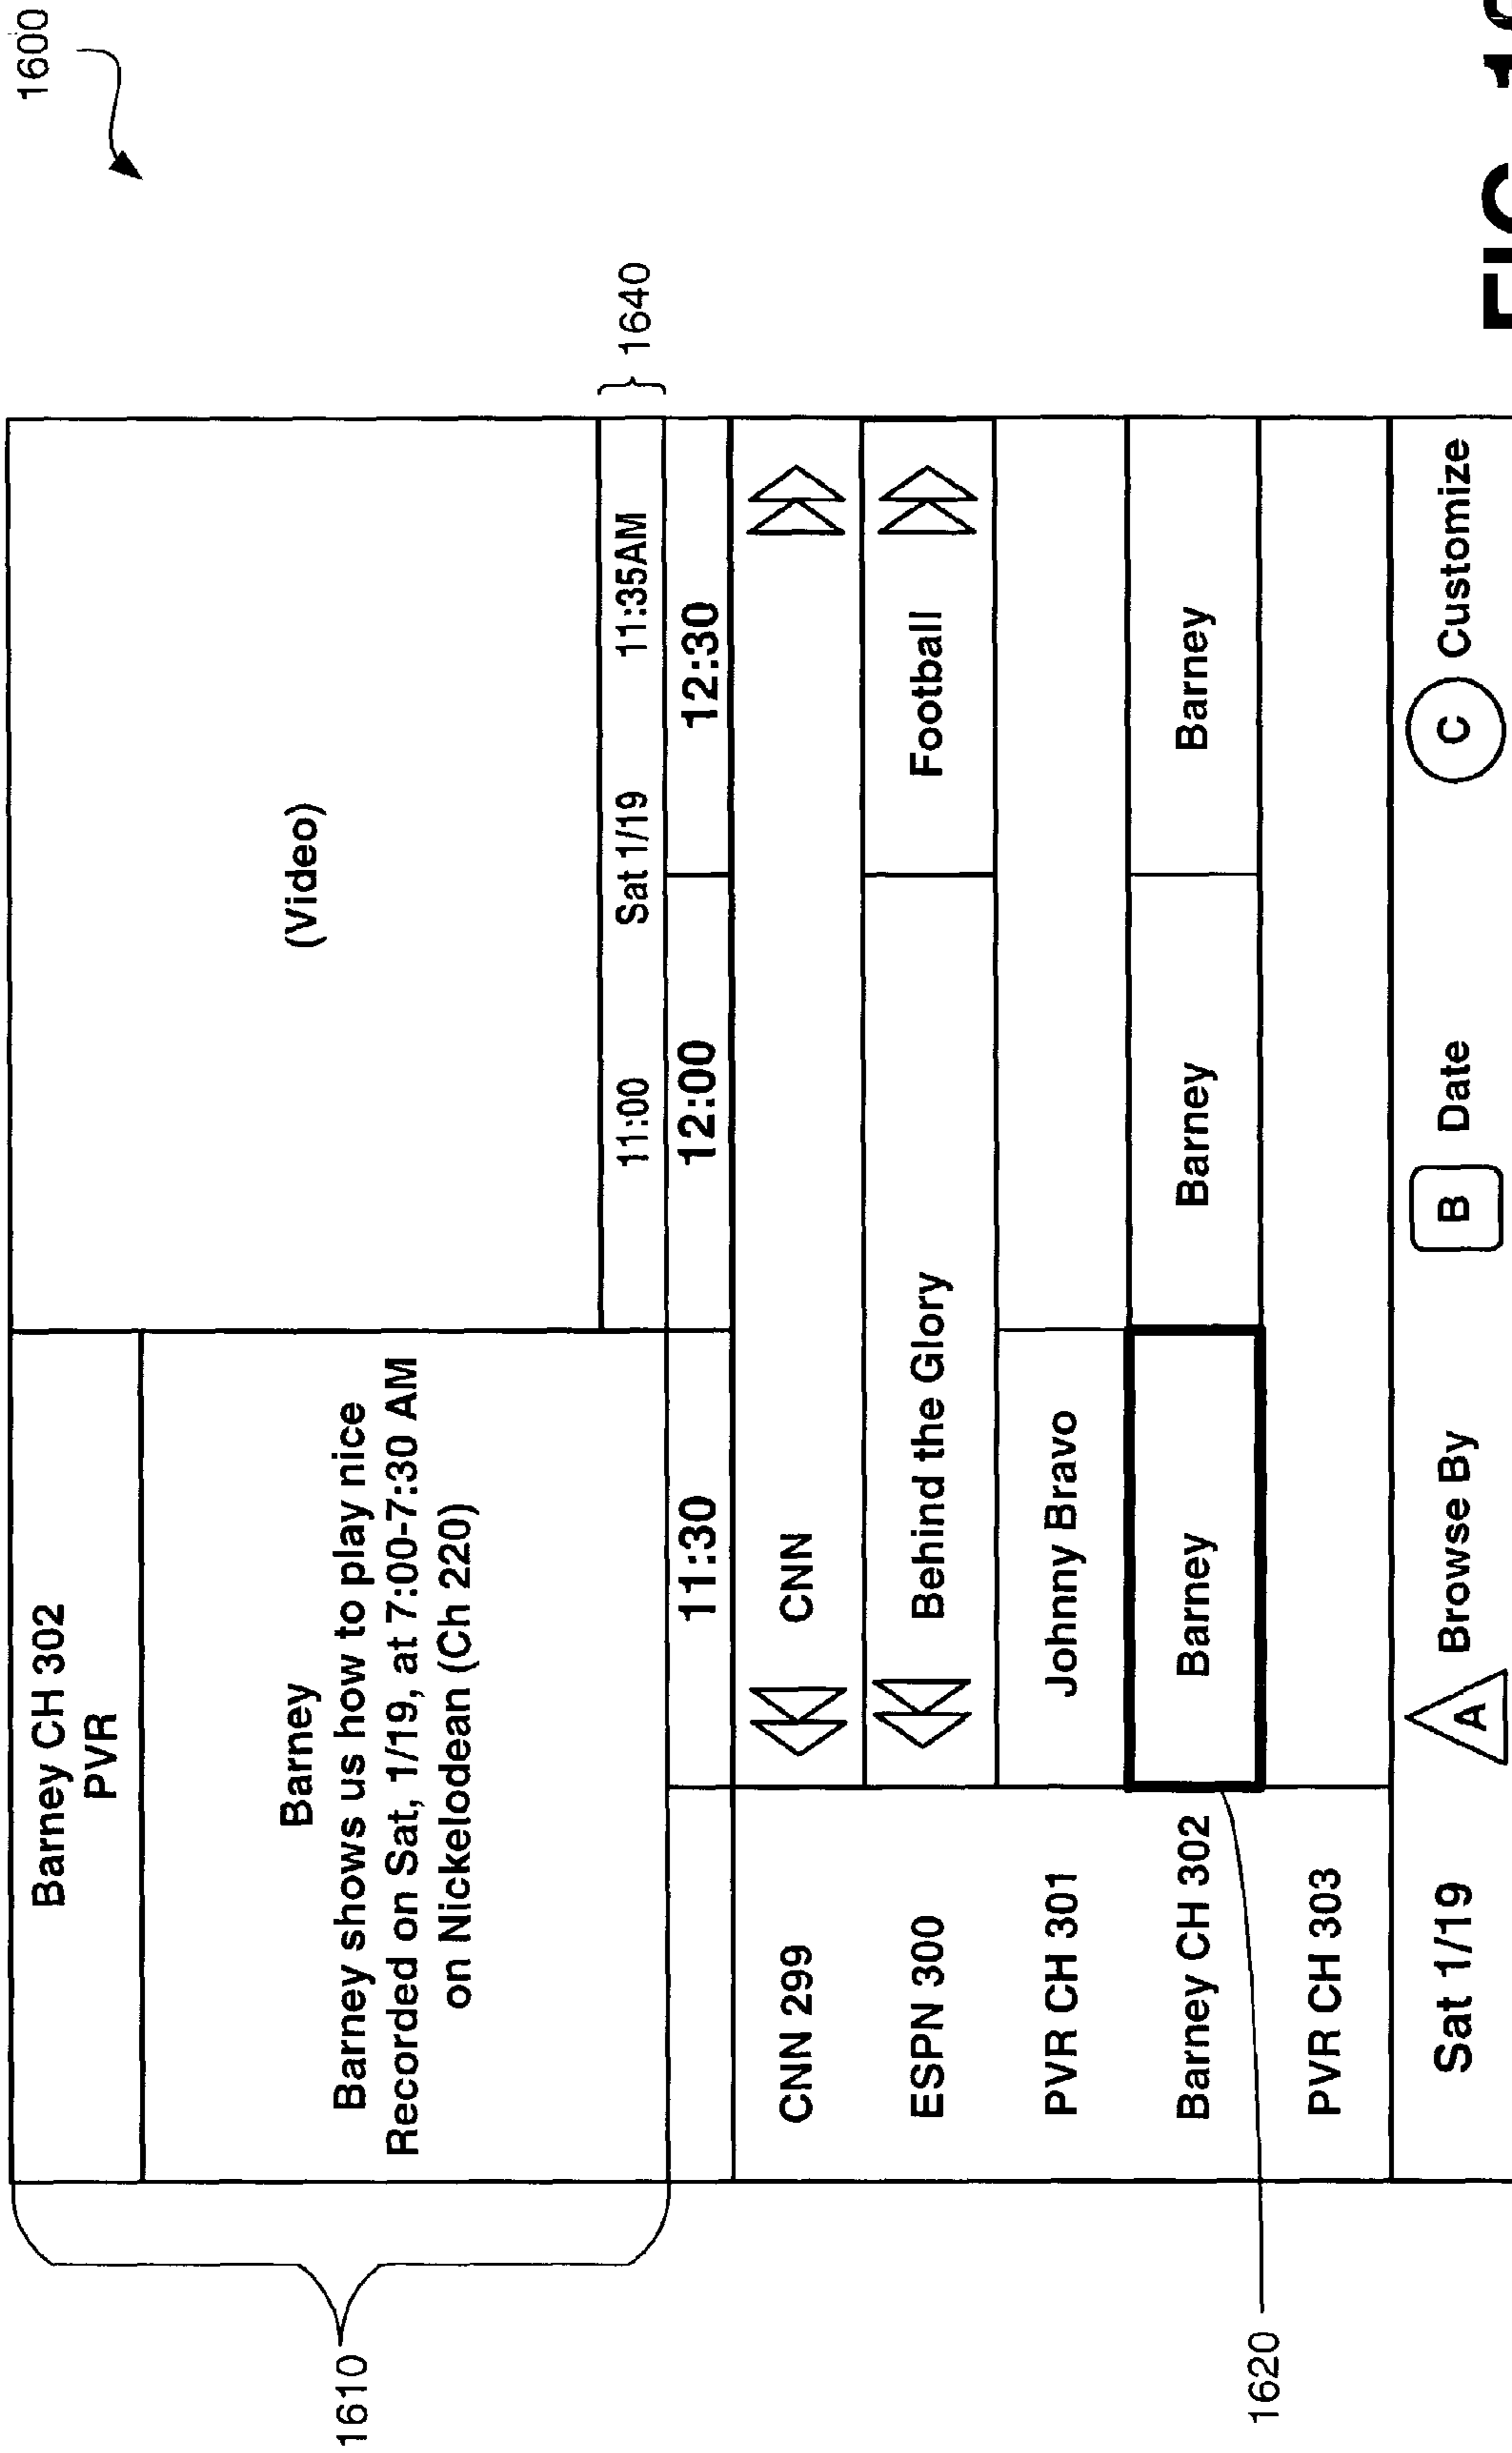 1600
Barney CH 302
PVR
Barney
Barney shows us how to play nice
Recorded on Sat, 1/19, at 7:00-7:30 AM
on Nickelodean (Ch 220)
(Video)
1610
11:00 Sat 1/19 11:35AM
1640
11:30 12:00 12:30
CNN 299 CNN
ESPN 300 Behind the Glory Football
PVR CH 301 Johnny Bravo
Barney CH 302 Barney Barney Barney
PVR CH 303
1620
Sat 1/19 A Browse By B Date C Customize